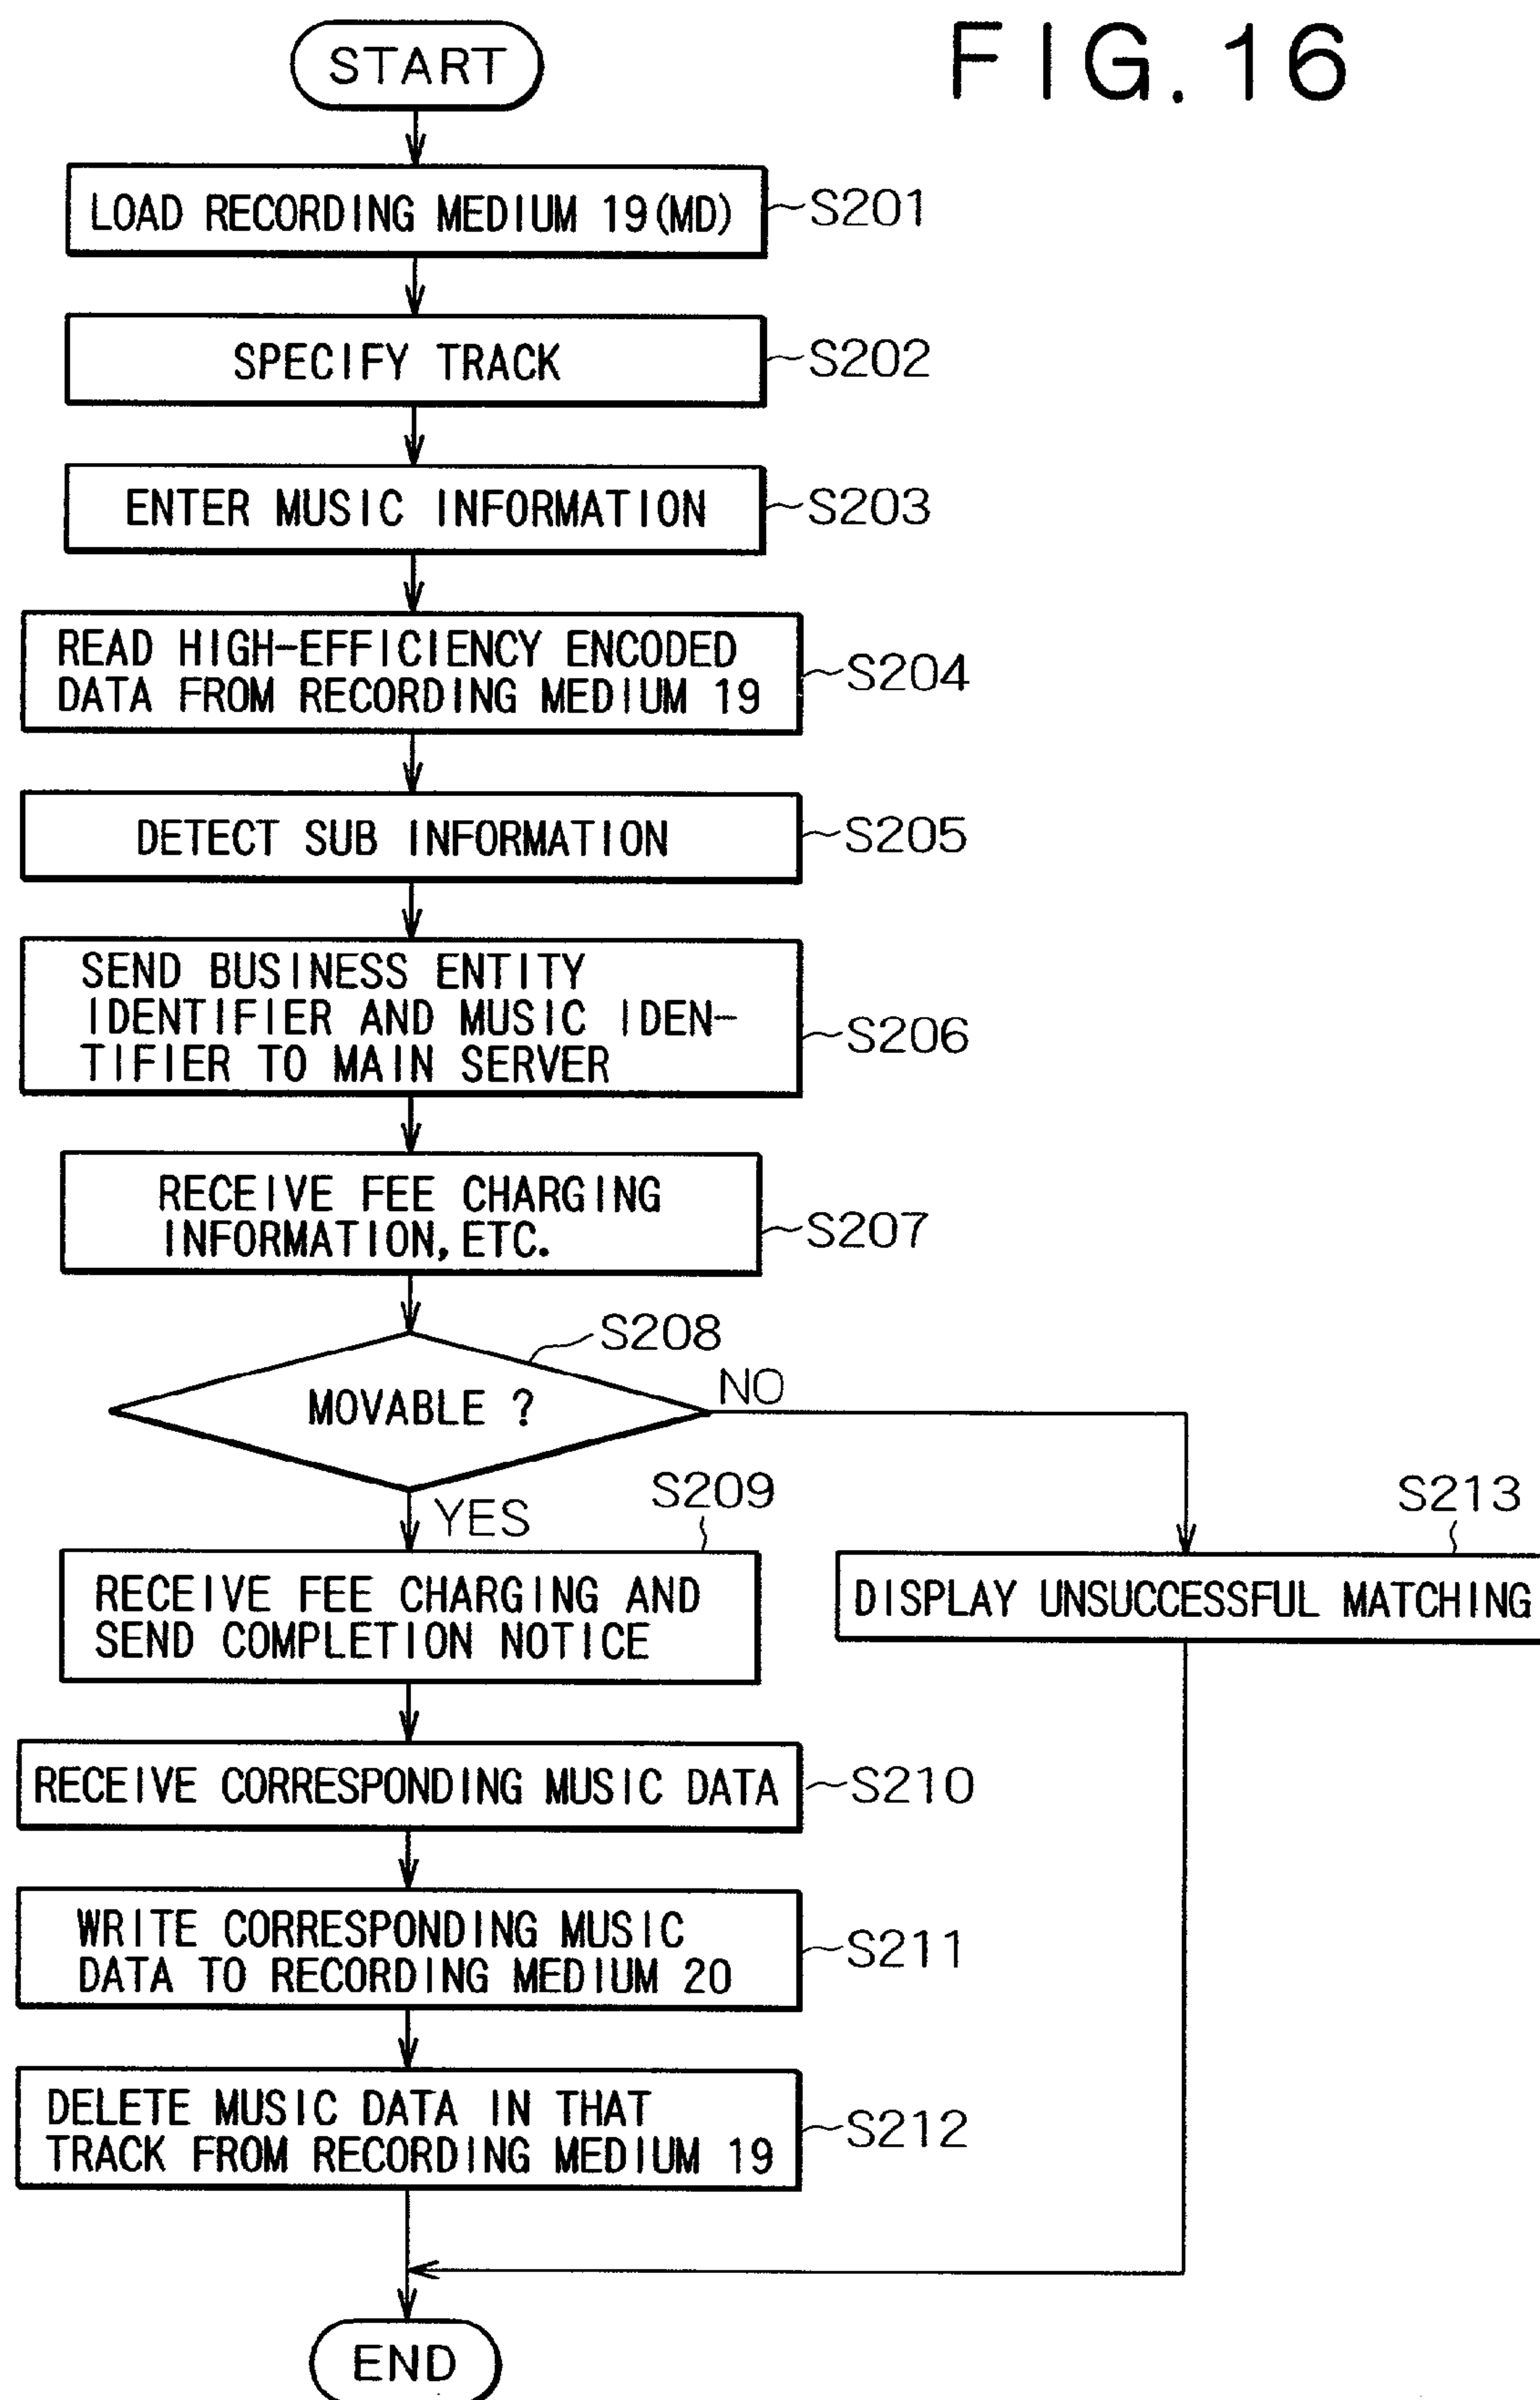 FIG.16
START
LOAD RECORDING MEDIUM 19(MD)
S201
SPECIFY TRACK
S202
ENTER MUSIC INFORMATION
S203
READ HIGH-EFFICIENCY ENCODED
DATA FROM RECORDING MEDIUM 19
S204
DETECT SUB INFORMATION
S205
SEND BUSINESS ENTITY
IDENTIFIER AND MUSIC IDEN-
TIFIER TO MAIN SERVER
S206
RECEIVE FEE CHARGING
INFORMATION, ETC.
S207
S208
MOVABLE ?
NO
YES
S209
RECEIVE FEE CHARGING AND
SEND COMPLETION NOTICE
S213
DISPLAY UNSUCCESSFUL MATCHING
RECEIVE CORRESPONDING MUSIC DATA
S210
WRITE CORRESPONDING MUSIC
DATA TO RECORDING MEDIUM 20
S211
DELETE MUSIC DATA IN THAT
TRACK FROM RECORDING MEDIUM 19
S212
END